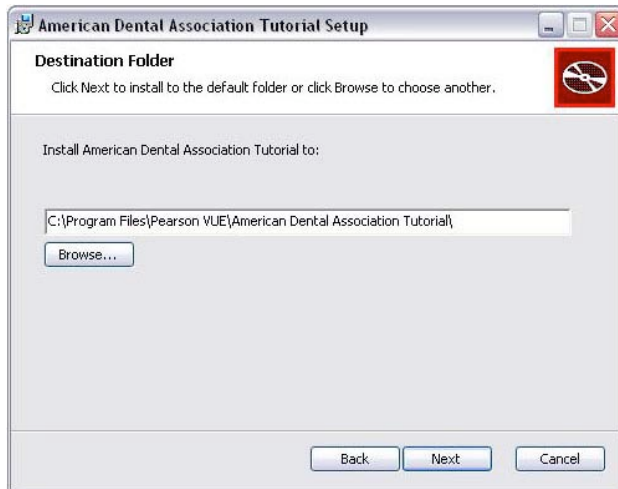 American Dental Association Tutorial Setup
Destination Folder
Click Next to install to the default folder or click Browse to choose another.
Install American Dental Association Tutorial to:
C:\Program Files\Pearson VUE\American Dental Association Tutorial\
Browse...
Back Next Cancel